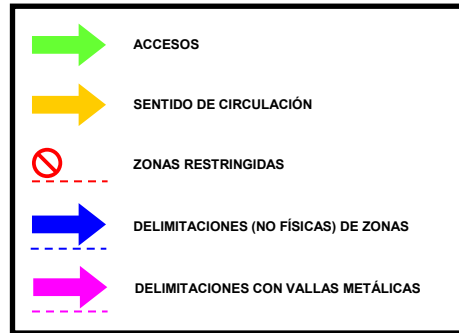 ACCESOS
SENTIDO DE CIRCULACIÓN
ZONAS RESTRINGIDAS
DELIMITACIONES (NO FÍSICAS) DE ZONAS
DELIMITACIONES CON VALLAS METÁLICAS